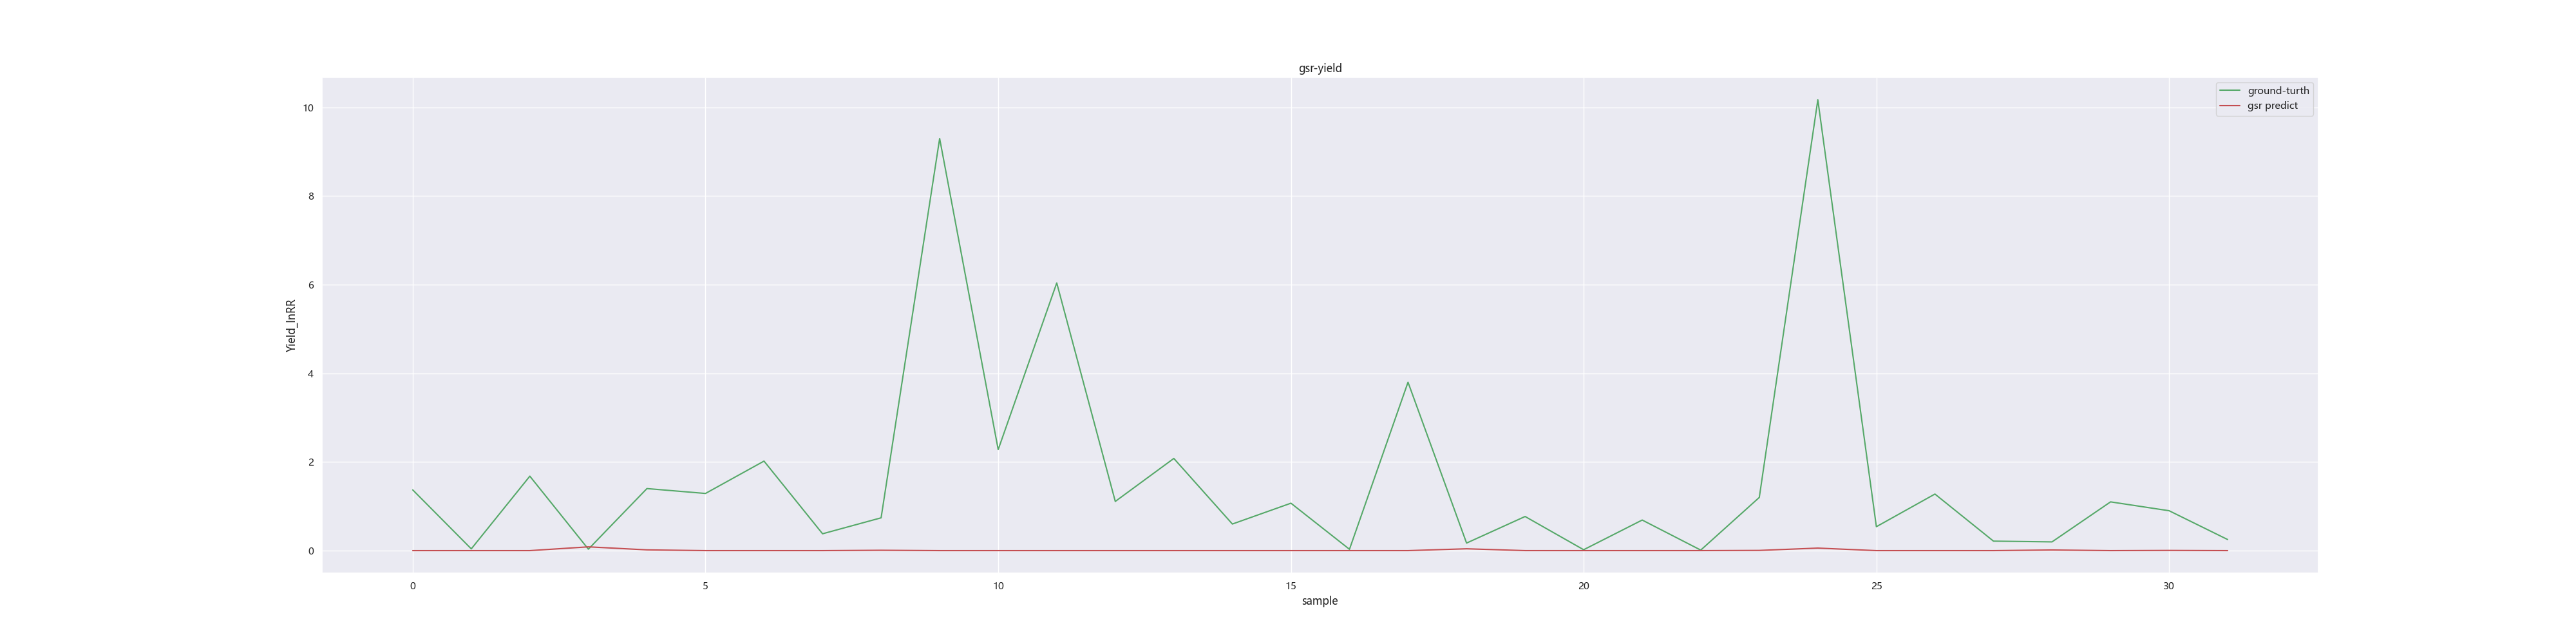 gsr-yield
ground-turth
gsr predict
10
8
6
4
2
0
Yield_lnRR
0 5 10 15 20 25 30
sample